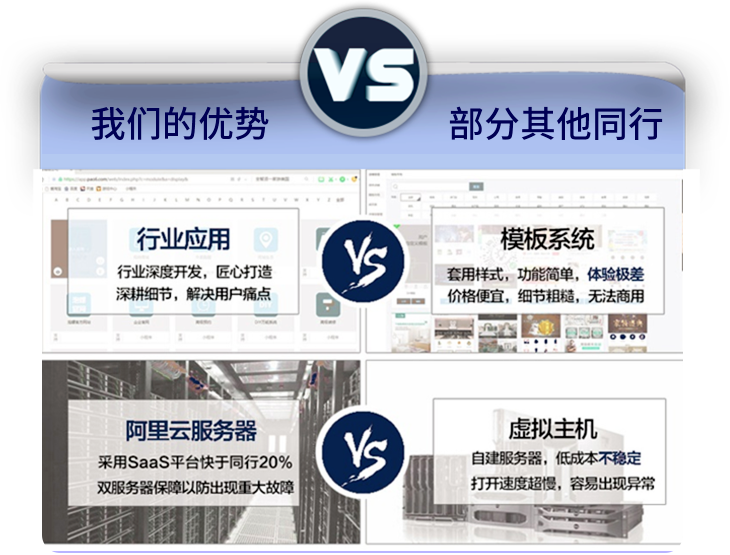 VS
我们的优势
部分其他同行
行业应用
行业深度开发，匠心打造
深耕细节，解决用户痛点
VS
模板系统
套用样式，功能简单，体验极差
价格便宜，细节粗糙，无法商用
阿里云服务器
采用SaaS平台快于同行20%
双服务器保障以防出现重大故障
VS
虚拟主机
自建服务器，低成本不稳定
打开速度超慢，容易出现异常